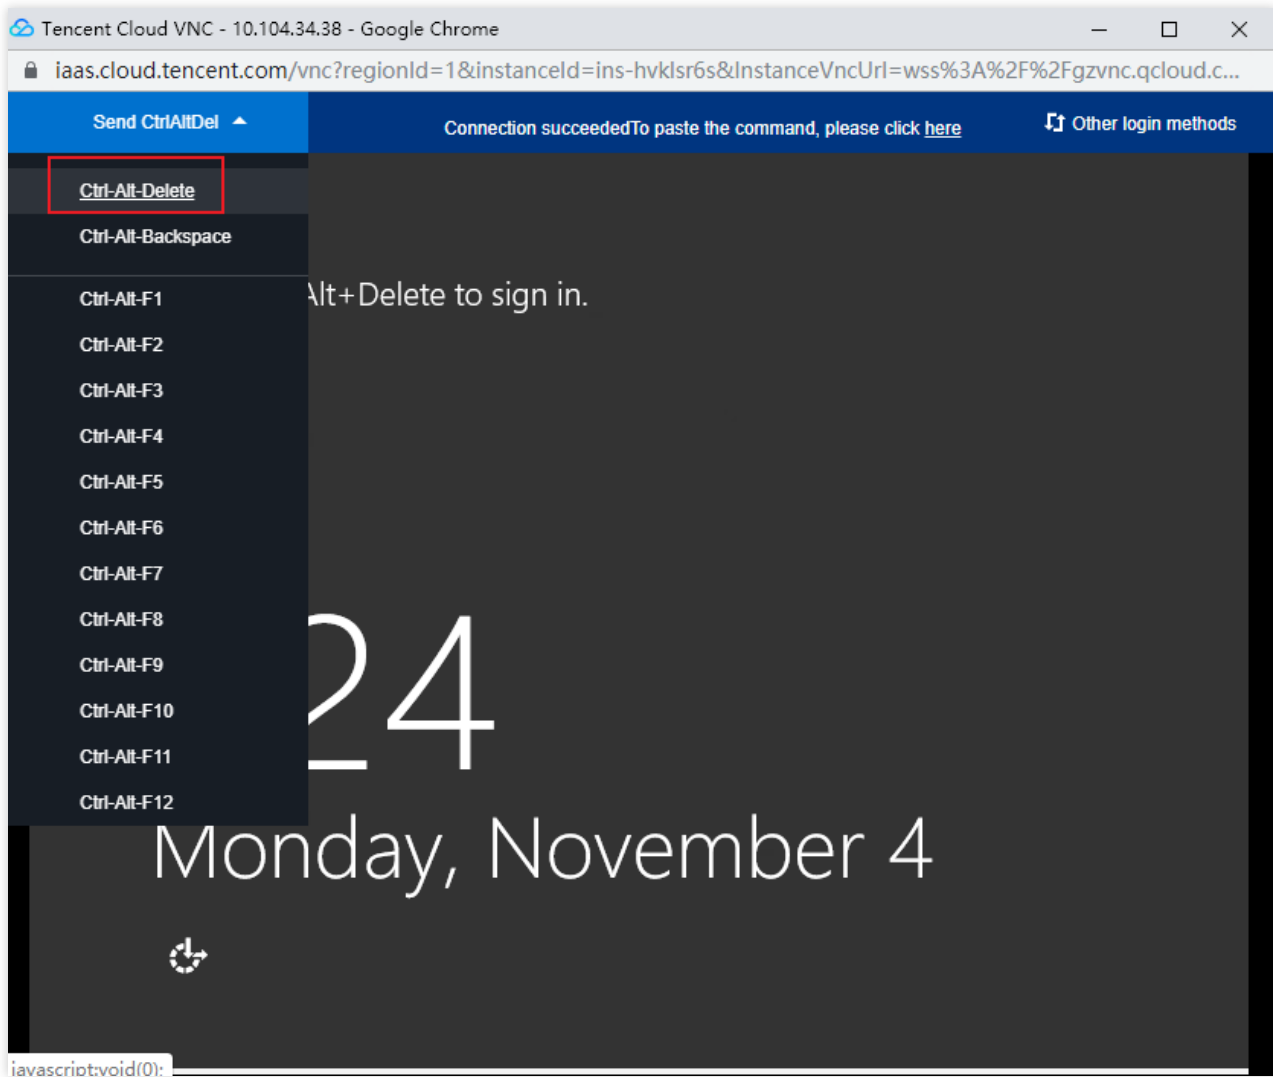 Tencent Cloud VNC - 10.104.34.38 - Google Chrome
iaas.cloud.tencent.com/vnc?regionId=1&instanceId=ins-hvklsr6s&InstanceVncUrl=wss%3A%2F%2Fgzvnc.qcloud.c...
Send CtrlAltDel
Connection succeededTo paste the command, please click here
Other login methods
Ctrl-Alt-Delete
Ctrl-Alt-Backspace
Ctrl-Alt-F1
Alt+Delete to sign in.
Ctrl-Alt-F2
Ctrl-Alt-F3
Ctrl-Alt-F4
Ctrl-Alt-F5
Ctrl-Alt-F6
Ctrl-Alt-F7
Ctrl-Alt-F8
Ctrl-Alt-F9
Ctrl-Alt-F10
Ctrl-Alt-F11
Ctrl-Alt-F12
24
Monday, November 4
javascript:void(0);